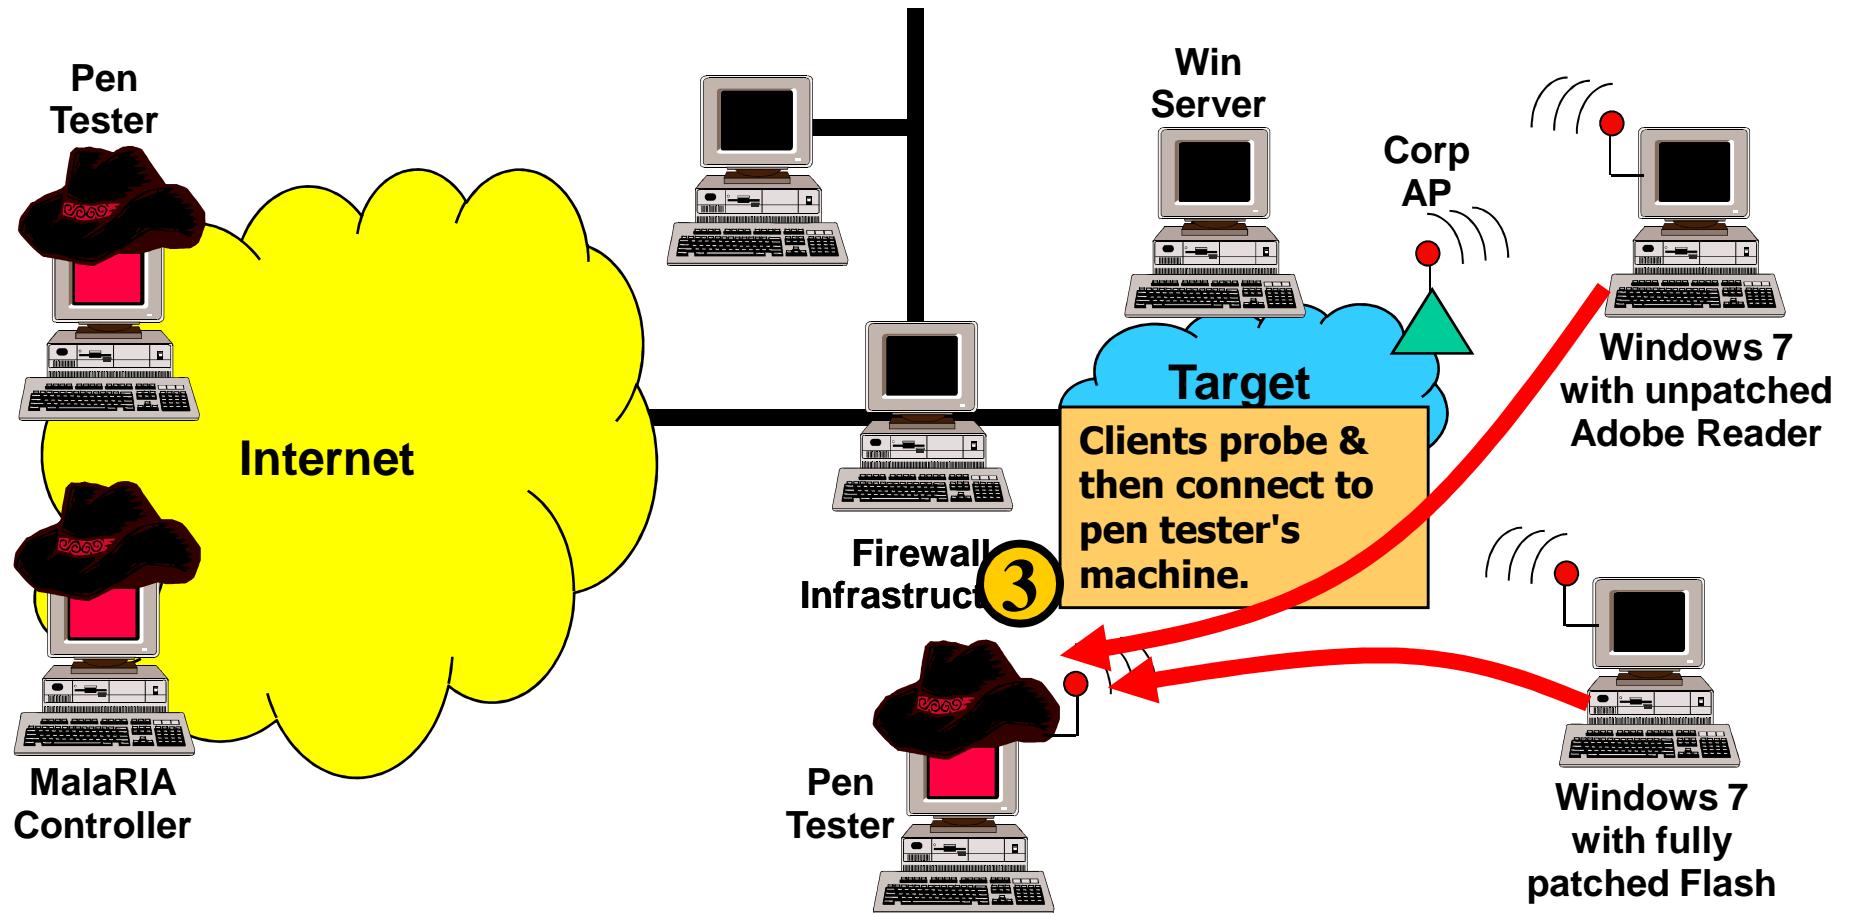 Pen
Tester
Internet
MalaRIA
Controller
Win
Server
Corp
AP
Target
Windows 7
with unpatched
Adobe Reader
Clients probe &
then connect to
pen tester's
machine.
Firewall
Infrastruct
3
Pen
Tester
Windows 7
with fully
patched Flash